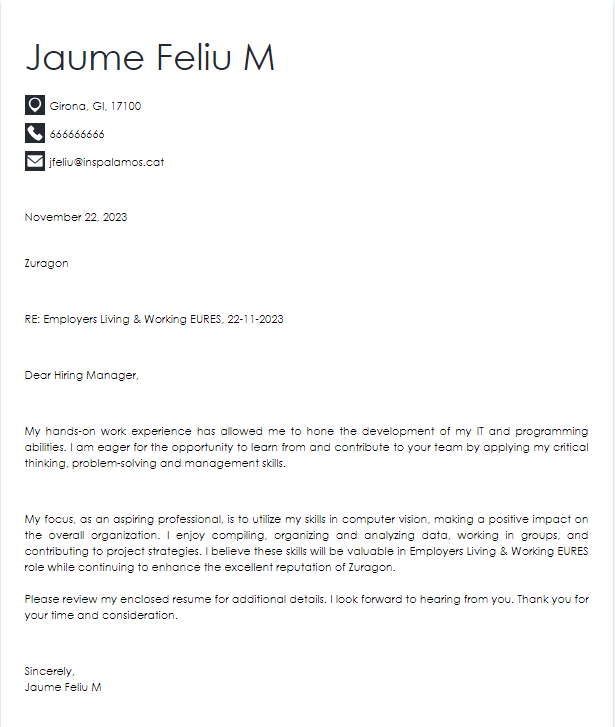 Jaume Feliu M
Girona, GI, 17100
666666666
jfeliu@inspalamos.cat
November 22, 2023
Zuragon
RE: Employers Living & Working EURES, 22-11-2023
Dear Hiring Manager,
My hands-on work experience has allowed me to hone the development of my IT and programming
abilities. I am eager for the opportunity to learn from and contribute to your team by applying my critical
thinking, problem-solving and management skills.
My focus, as an aspiring professional, is to utilize my skills in computer vision, making a positive impact on
the overall organization. I enjoy compiling, organizing and analyzing data, working in groups, and
contributing to project strategies. I believe these skills will be valuable in Employers Living & Working EURES
role while continuing to enhance the excellent reputation of Zuragon.
Please review my enclosed resume for additional details. I look forward to hearing from you. Thank you for
your time and consideration.
Sincerely,
Jaume Feliu M